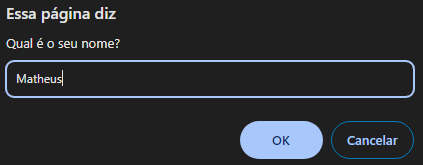 Essa página diz
Qual é o seu nome?
Matheus
OK Cancelar